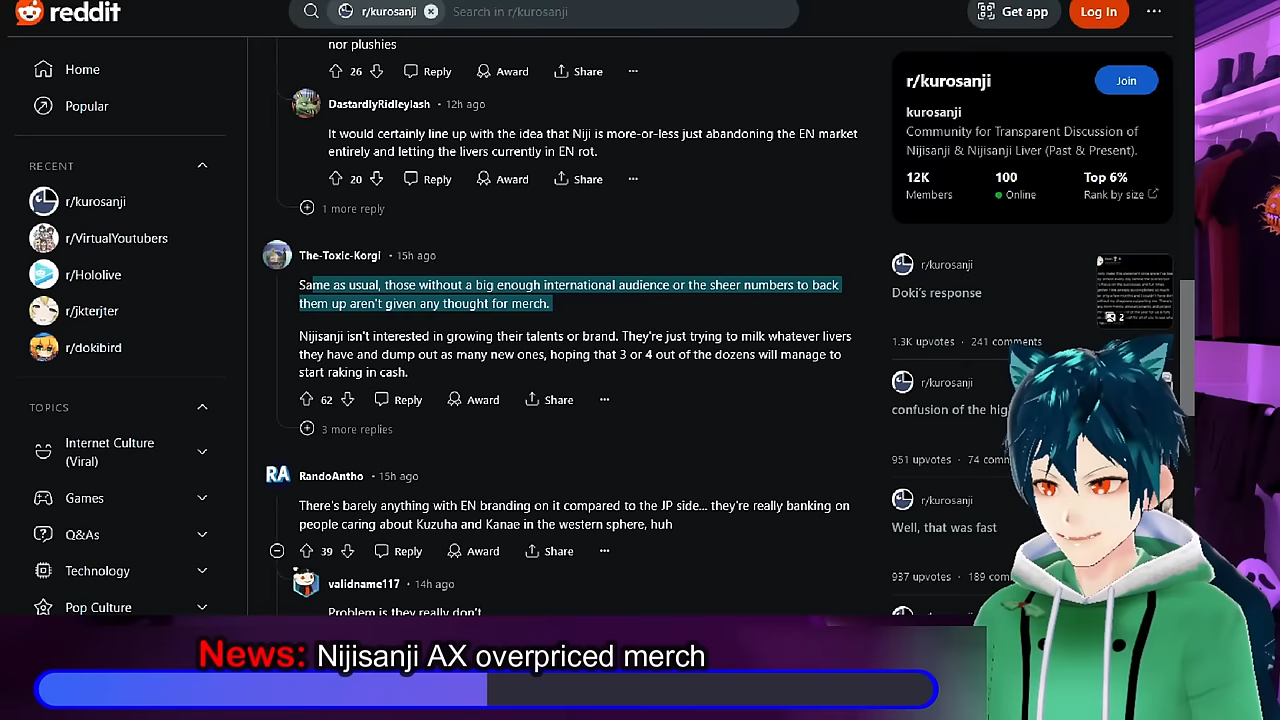 reddit
r/kurosanji
Search in r/kurosanji
Get app
Log In
Home
Popular
RECENT
r/kurosanji
r/VirtualYoutubers
r/Hololive
r/jkterjter
r/dokibird
TOPICS
Internet Culture
(Viral)
Games
Q&As
Technology
Pop Culture
nor plushies
26 Reply Award Share
DastardlyRidleylash • 12h ago
It would certainly line up with the idea that Niji is more-or-less just abandoning the EN market
entirely and letting the livers currently in EN rot.
20 Reply Award Share
1 more reply
The-Toxic-Korgi • 15h ago
Same as usual, those without a big enough international audience or the sheer numbers to back
them up aren't given a thought for merch.
Nijisanji isn't interested in growing their talents or brand. They're just trying to milk whatever livers
they have and dump out as many new ones, hoping that 3 or 4 out of the dozens will manage to
start raking in cash.
62 Reply Award Share
3 more replies
RA RandoAntho • 15h ago
There's barely anything with EN branding on it compared to the JP side... they're really banking on
people caring about Kuzuha and Kanae in the western sphere, huh
39 Reply Award Share
validname117 • 14h ago
Problem is they really don't
r/kurosanji
Join
kurosanji
Community for Transparent Discussion of
Nijisanji & Nijisanji Liver (Past & Present).
12K 100 Top 6%
Members Online Rank by size
r/kurosanji
Doki's response
2
1.3K upvotes • 241 comments
r/kurosanji
confusion of the
951 upvotes • 74
r/kurosanji
Well, that was fast
937 upvotes • 189
News: Nijisanji AX overpriced merch